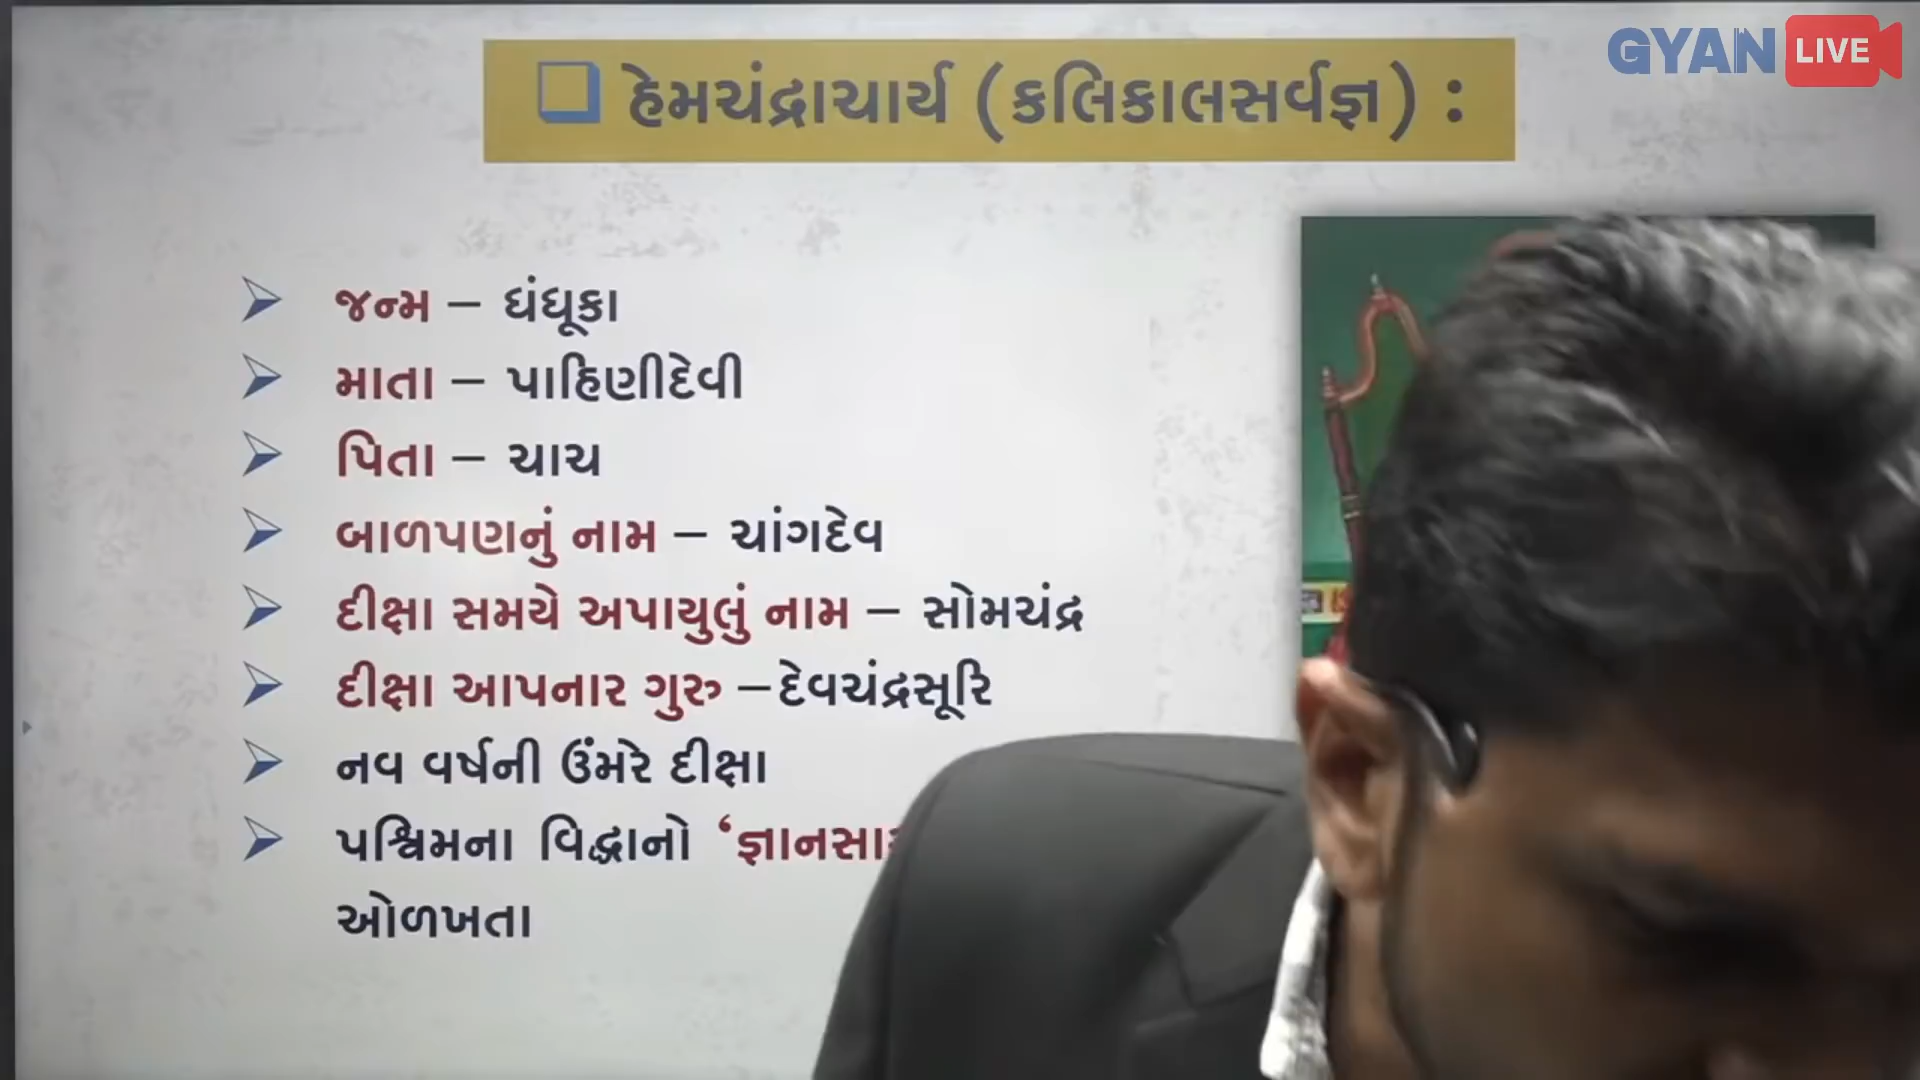 GYAN LIVE
❑ હેમચંદ્રાચાર્ય (કલિકાલસર્વજ્ઞ) :
➢ જન્મ – ધંધૂકા
➢ માતા – પાહિણીદેવી
➢ પિતા – ચાચ
➢ બાળપણનું નામ – ચાંગદેવ
➢ દીક્ષા સમયે અપાયુલું નામ – સોમચંદ્ર
➢ દીક્ષા આપનાર ગુરુ –દેવચંદ્રસૂરિ
➢ નવ વર્ષની ઉંમરે દીક્ષા
➢ પશ્ચિમના વિદ્વાનો
ઓળખતા